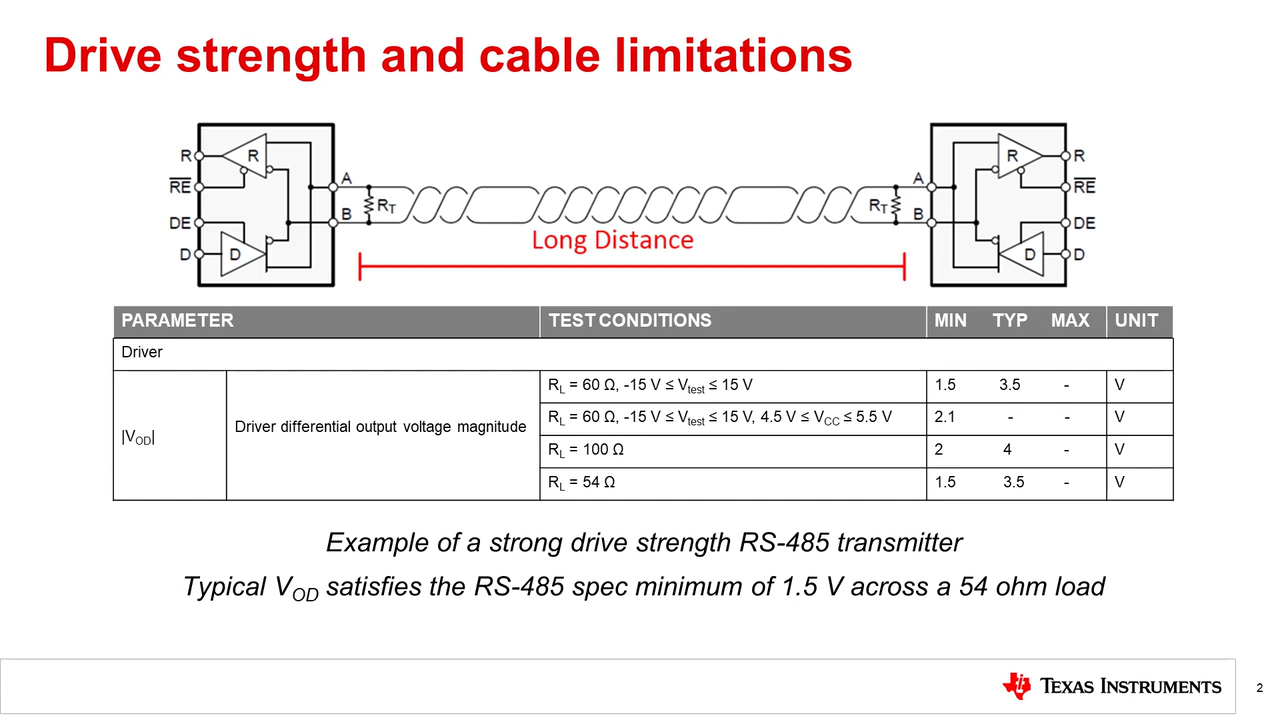 Drive strength and cable limitations
R R R R
RE A A RE
RT RT
DE B B DE
D D D D
Long Distance
PARAMETER TEST CONDITIONS MIN TYP MAX UNIT
Driver
|VOD| Driver differential output voltage magnitude
RL = 60 Ω, -15 V ≤ Vtest ≤ 15 V 1.5 3.5 - V
RL = 60 Ω, -15 V ≤ Vtest ≤ 15 V, 4.5 V ≤ VCC ≤ 5.5 V 2.1 - - V
RL = 100 Ω 2 4 - V
RL = 54 Ω 1.5 3.5 - V
Example of a strong drive strength RS-485 transmitter
Typical VOD satisfies the RS-485 spec minimum of 1.5 V across a 54 ohm load
TEXAS INSTRUMENTS
2